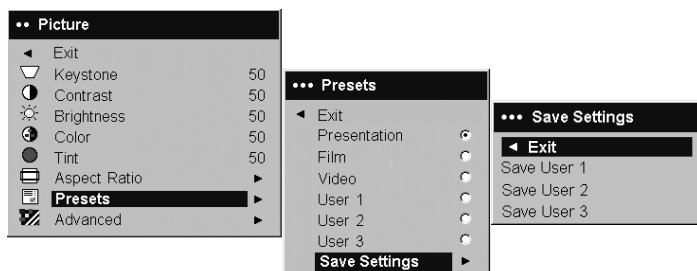 •• Picture
Exit
Keystone 50
Contrast 50
Brightness 50
Color 50
Tint 50
Aspect Ratio
Presets
Advanced
••• Presets
Exit
Presentation
Film
Video
User 1
User 2
User 3
Save Settings
••• Save Settings
Exit
Save User 1
Save User 2
Save User 3